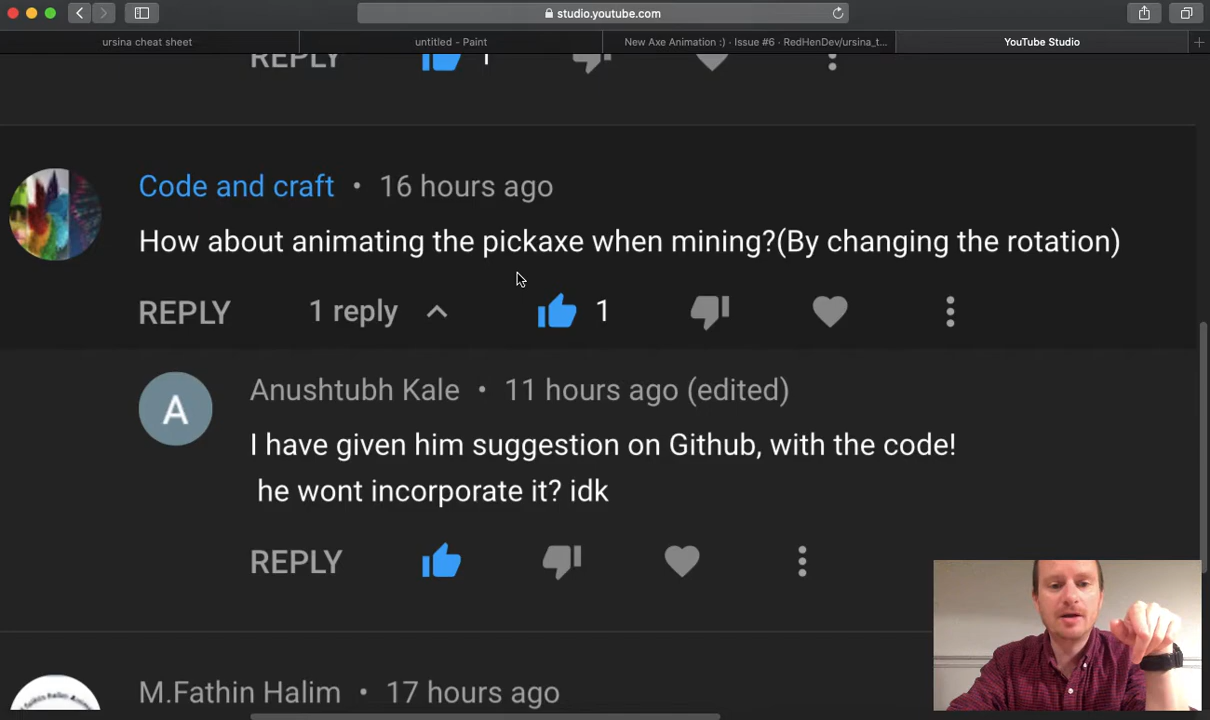 studio.youtube.com
ursina cheat sheet
untitled - Paint
New Axe Animation :) · Issue #6 · RedHenDev/ursina_t...
YouTube Studio
REPLY 1
Code and craft • 16 hours ago
How about animating the pickaxe when mining?(By changing the rotation)
REPLY 1 reply 1
A
Anushtubh Kale • 11 hours ago (edited)
I have given him suggestion on Github, with the code!
he wont incorporate it? idk
REPLY
M.Fathin Halim • 17 hours ago